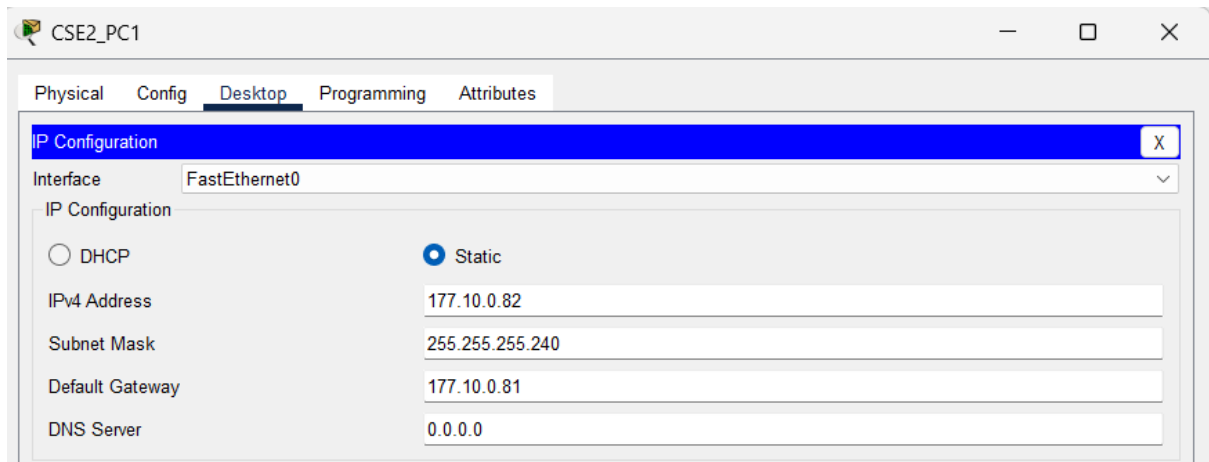 CSE2_PC1
Physical Config Desktop Programming Attributes
IP Configuration X
Interface FastEthernet0
IP Configuration
DHCP Static
IPv4 Address 177.10.0.82
Subnet Mask 255.255.255.240
Default Gateway 177.10.0.81
DNS Server 0.0.0.0